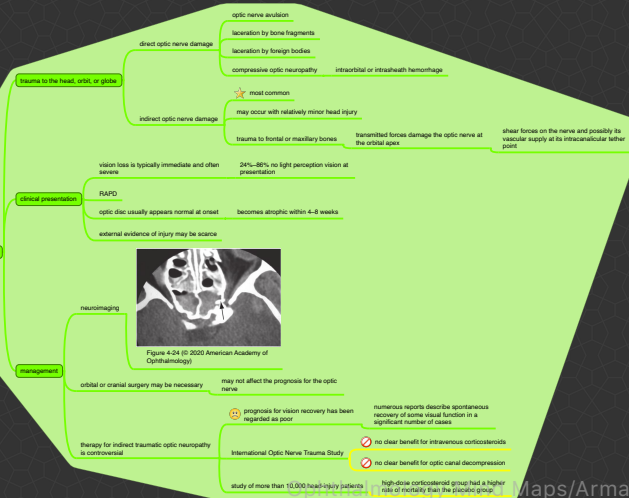 optic nerve avulsion
laceration by bone fragments
direct optic nerve damage
laceration by foreign bodies
compressive optic neuropathy
intraorbital or intrasheath hemorrhage
trauma to the head, orbit, or globe
most common
may occur with relatively minor head injury
indirect optic nerve damage
trauma to frontal or maxillary bones
transmitted forces damage the optic nerve at
the orbital apex
shear forces on the nerve and possibly its
vascular supply at its intracanalicular tether
point
vision loss is typically immediate and often
severe
24%–86% no light perception vision at
presentation
clinical presentation
RAPD
optic disc usually appears normal at onset
becomes atrophic within 4–8 weeks
external evidence of injury may be scarce
neuroimaging
Figure 4-24 (© 2020 American Academy of
Ophthalmology)
management
orbital or cranial surgery may be necessary
may not affect the prognosis for the optic
nerve
therapy for indirect traumatic optic neuropathy
is controversial
prognosis for vision recovery has been
regarded as poor
numerous reports describe spontaneous
recovery of some visual function in a
significant number of cases
International Optic Nerve Trauma Study
no clear benefit for intravenous corticosteroids
no clear benefit for optic canal decompression
study of more than 10,000 head-injury patients
high-dose corticosteroid group had a higher
rate of mortality than the placebo group
Ophthalmology Mind Maps/Arma